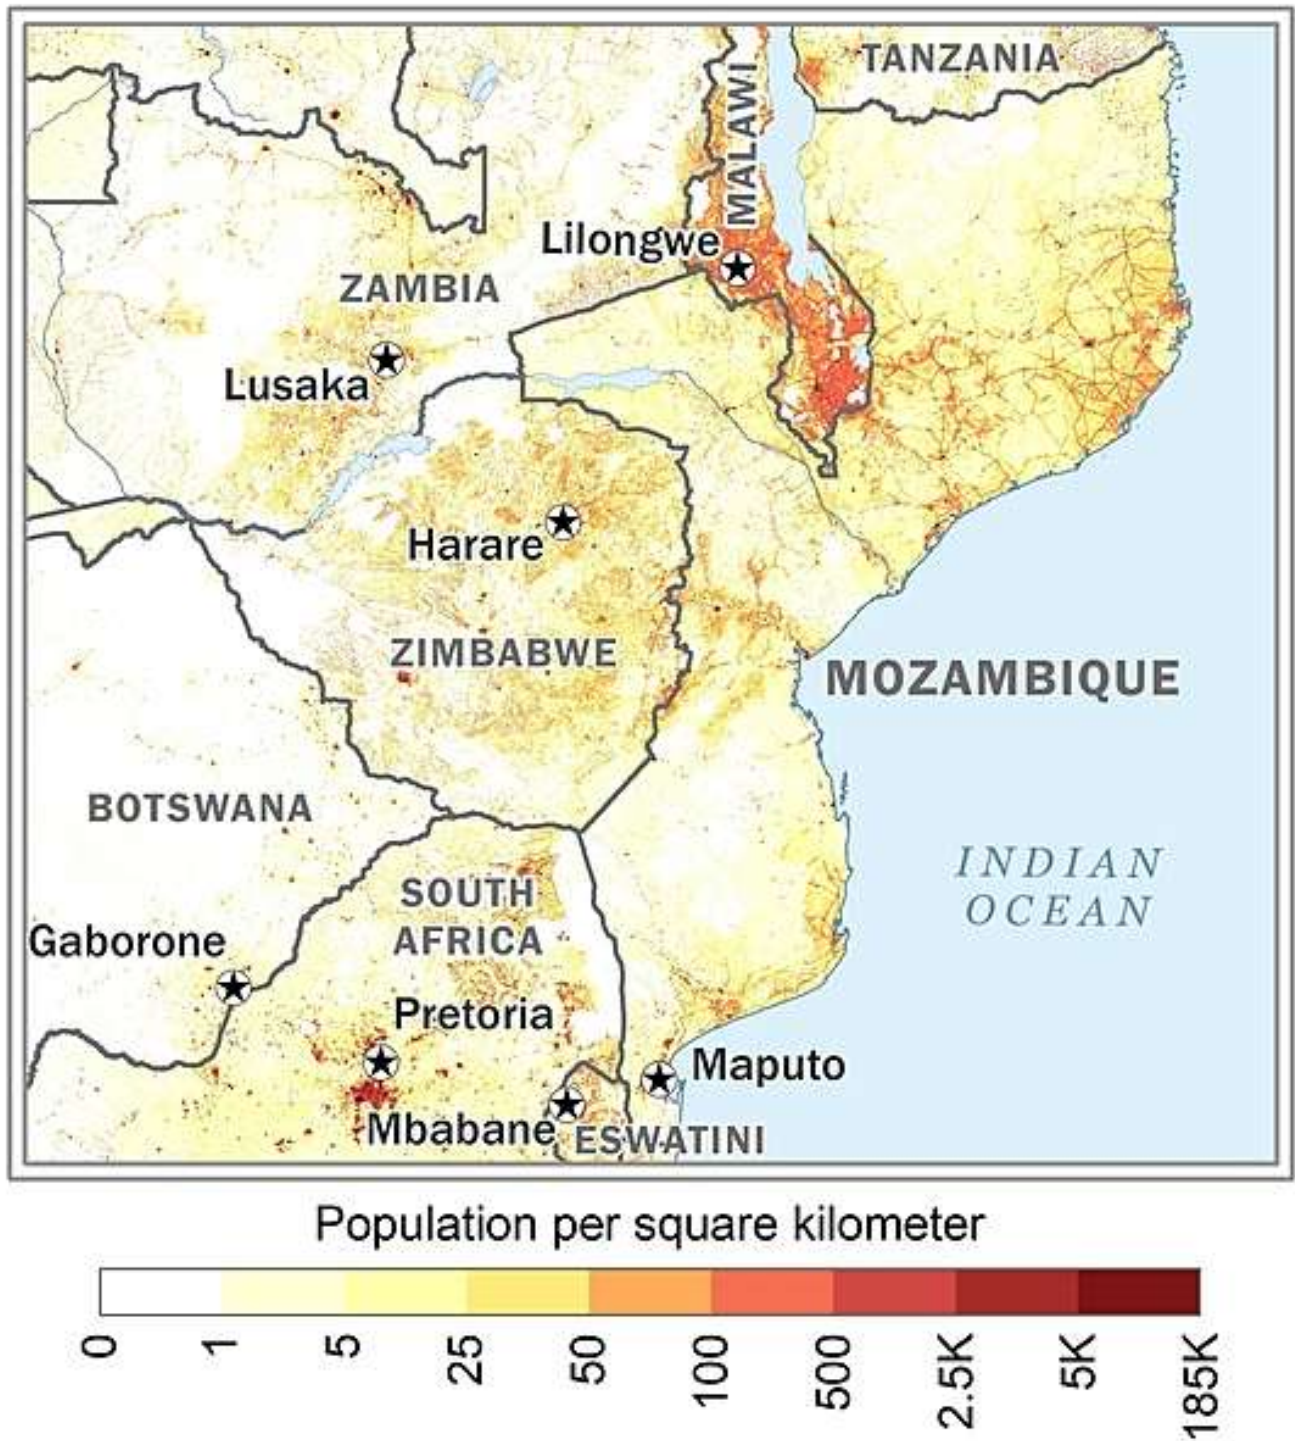 TANZANIA
MALAWI
Lilongwe
ZAMBIA
Lusaka
Harare
ZIMBABWE
MOZAMBIQUE
BOTSWANA
INDIAN
OCEAN
SOUTH
AFRICA
Gaborone
Pretoria
Maputo
Mbabane
ESWATINI
Population per square kilometer
0
1
5
25
50
100
500
2.5K
5K
185K